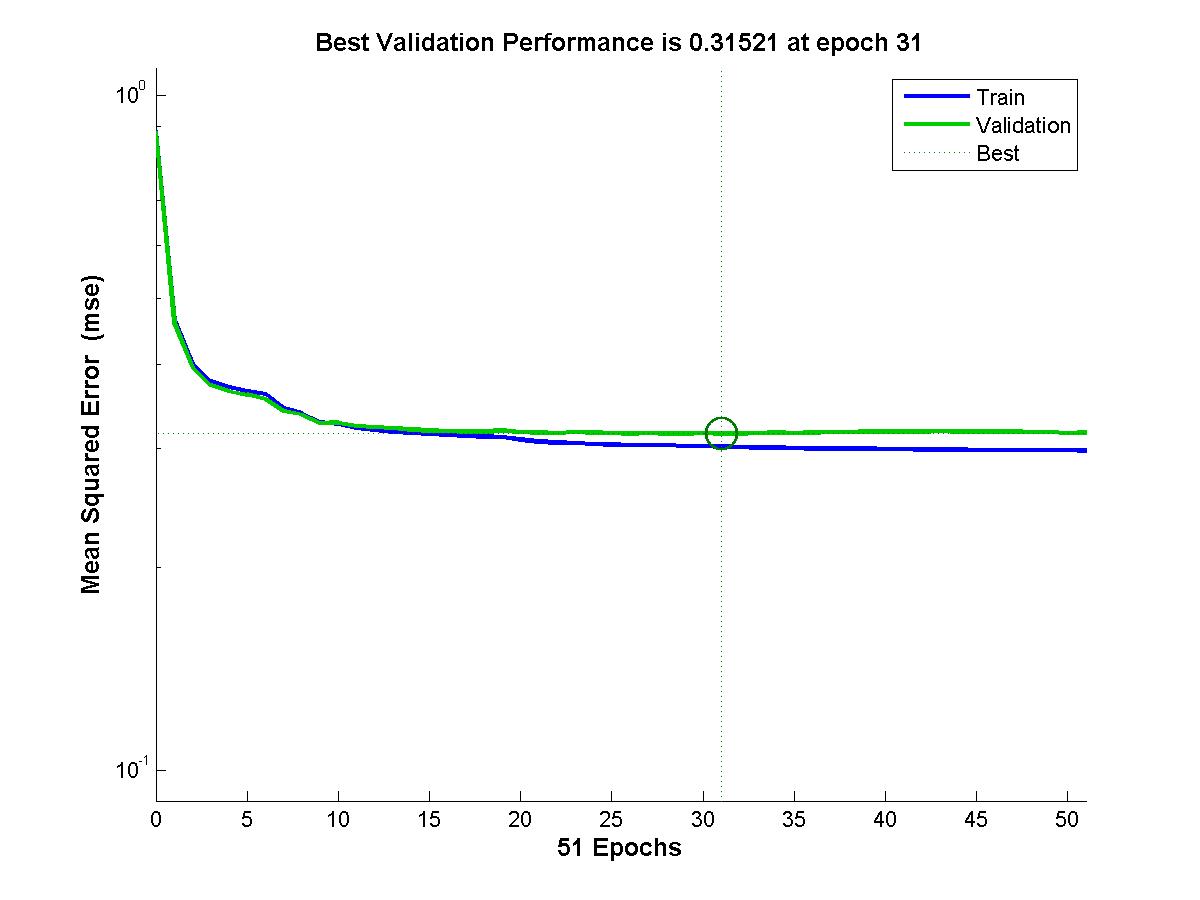 Best Validation Performance is 0.31521 at epoch 31
10^0
Train
Validation
Best
Mean Squared Error (mse)
10^-1
0 5 10 15 20 25 30 35 40 45 50
51 Epochs